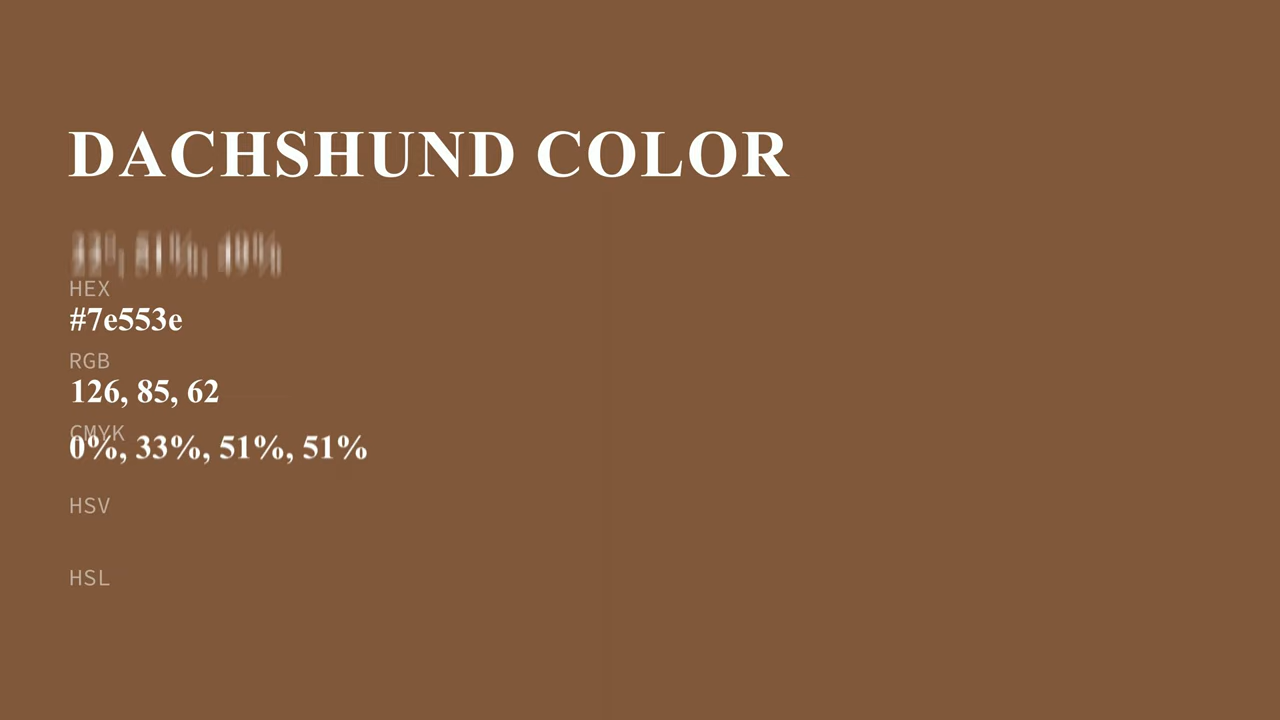 DACHSHUND COLOR
HEX
#7e553e
RGB
126, 85, 62
CMYK
0%, 33%, 51%, 51%
HSV
HSL